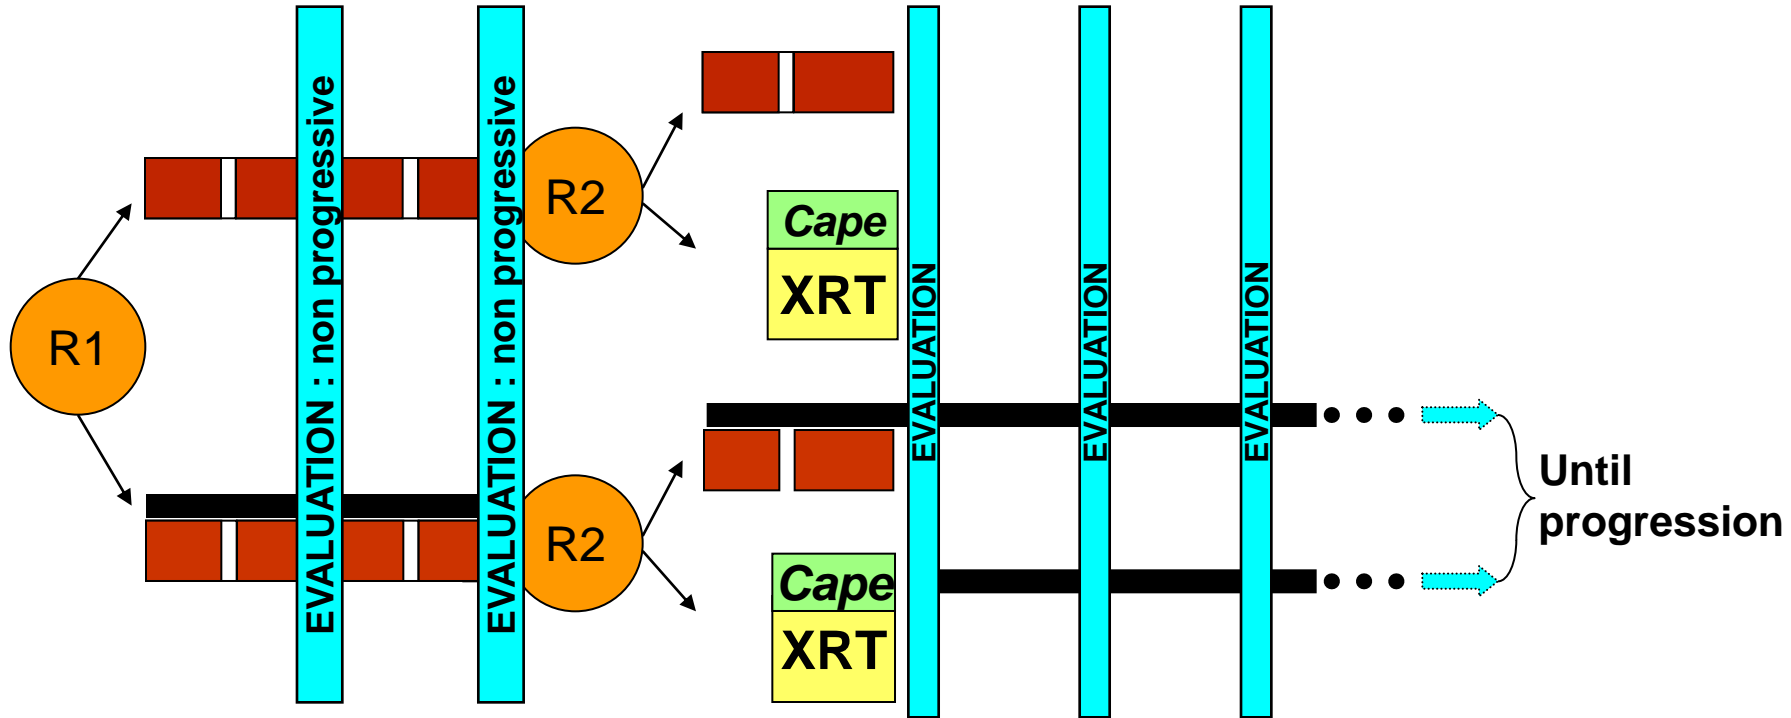 R1
EVALUATION : non progressive
EVALUATION : non progressive
R2
R2
Cape
XRT
Cape
XRT
EVALUATION
EVALUATION
EVALUATION
Until
progression